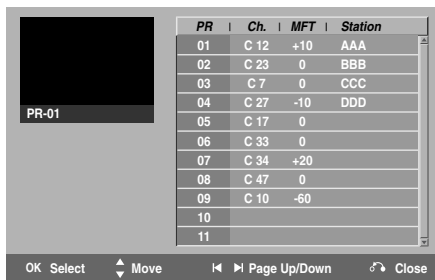 PR Ch. MFT Station
01 C 12 +10 AAA
02 C 23 0 BBB
03 C 7 0 CCC
04 C 27 -10 DDD
05 C 17 0
06 C 33 0
07 C 34 +20
08 C 47 0
09 C 10 -60
10
11
PR-01
OK Select Move Page Up/Down Close